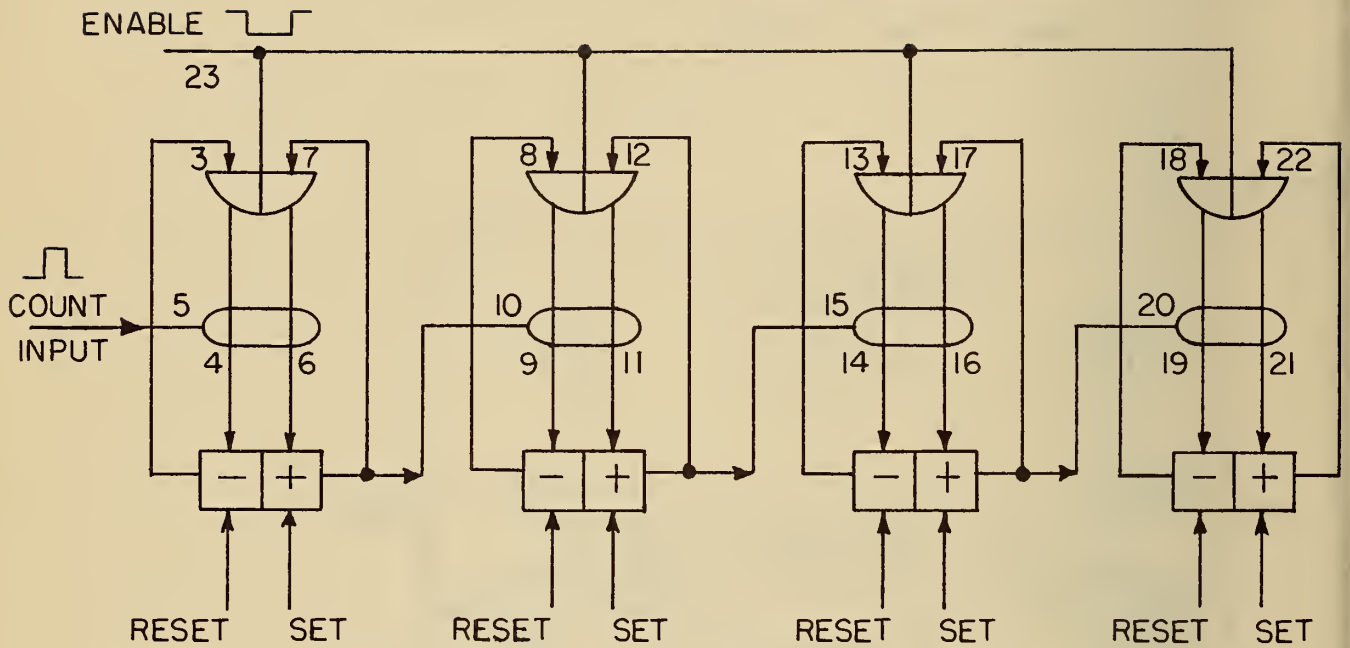 ENABLE
23
3 7 8 12 13 17 18 22
COUNT 5 10 15 20
INPUT 4 6 9 11 14 16 19 21
- + - + - + - +
RESET SET RESET SET RESET SET RESET SET